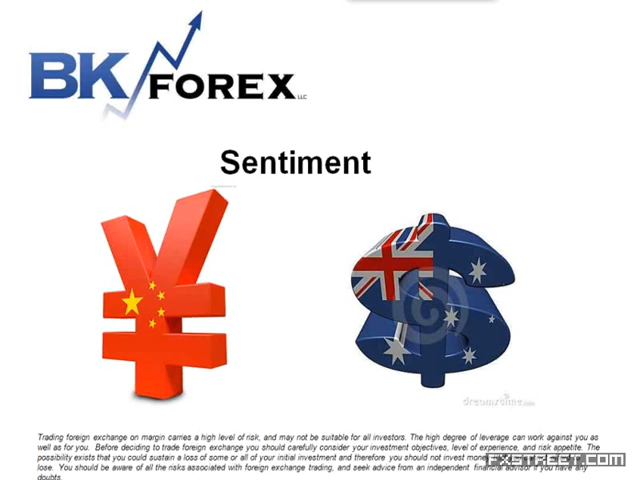 BK FOREX LLC
Sentiment
dreamstime.com
Trading foreign exchange on margin carries a high level of risk, and may not be suitable for all investors. The high degree of leverage can work against you as
well as for you. Before deciding to trade foreign exchange you should carefully consider your investment objectives, level of experience, and risk appetite. The
possibility exists that you could sustain a loss of some or all of your initial investment and therefore you should not invest
lose. You should be aware of all the risks associated with foreign exchange trading, and seek advice from an independent financial advisor if you have any
doubts.
FXSTREET.COM